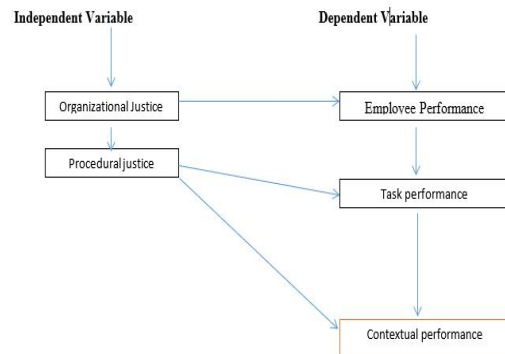 Independent Variable
Dependent Variable
Organizational Justice
Employee Performance
Procedural justice
Task performance
Contextual performance